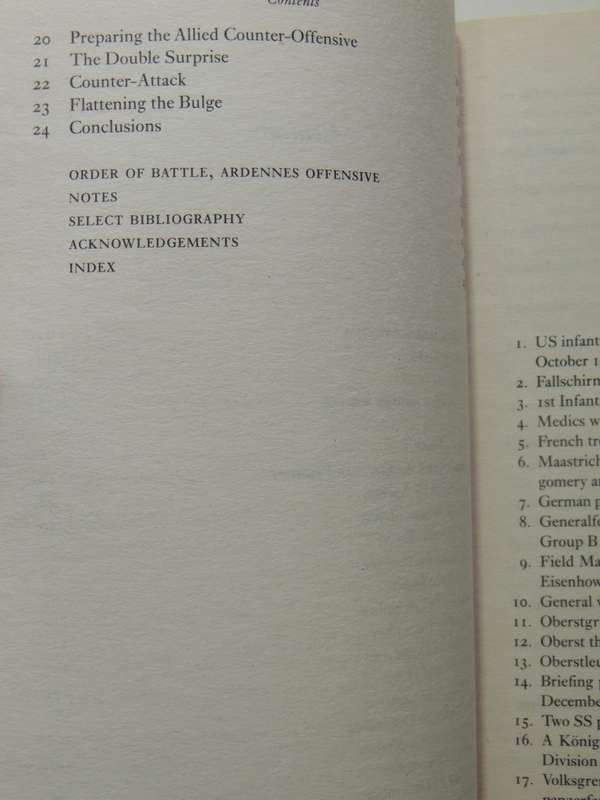 Contents
20 Preparing the Allied Counter-Offensive
21 The Double Surprise
22 Counter-Attack
23 Flattening the Bulge
24 Conclusions
ORDER OF BATTLE, ARDENNES OFFENSIVE
NOTES
SELECT BIBLIOGRAPHY
ACKNOWLEDGEMENTS
INDEX
1. US infant
October 1
2. Fallschirm
3. 1st Infant
4. Medics w
5. French tr
6. Maastrich
gomery a
7. German p
8. Generalfe
Group B
9. Field Ma
Eisenhow
10. General v
11. Oberstgr
12. Oberst th
13. Oberstleu
14. Briefing p
Decembe
15. Two SS p
16. A König
Division
17. Volksgre